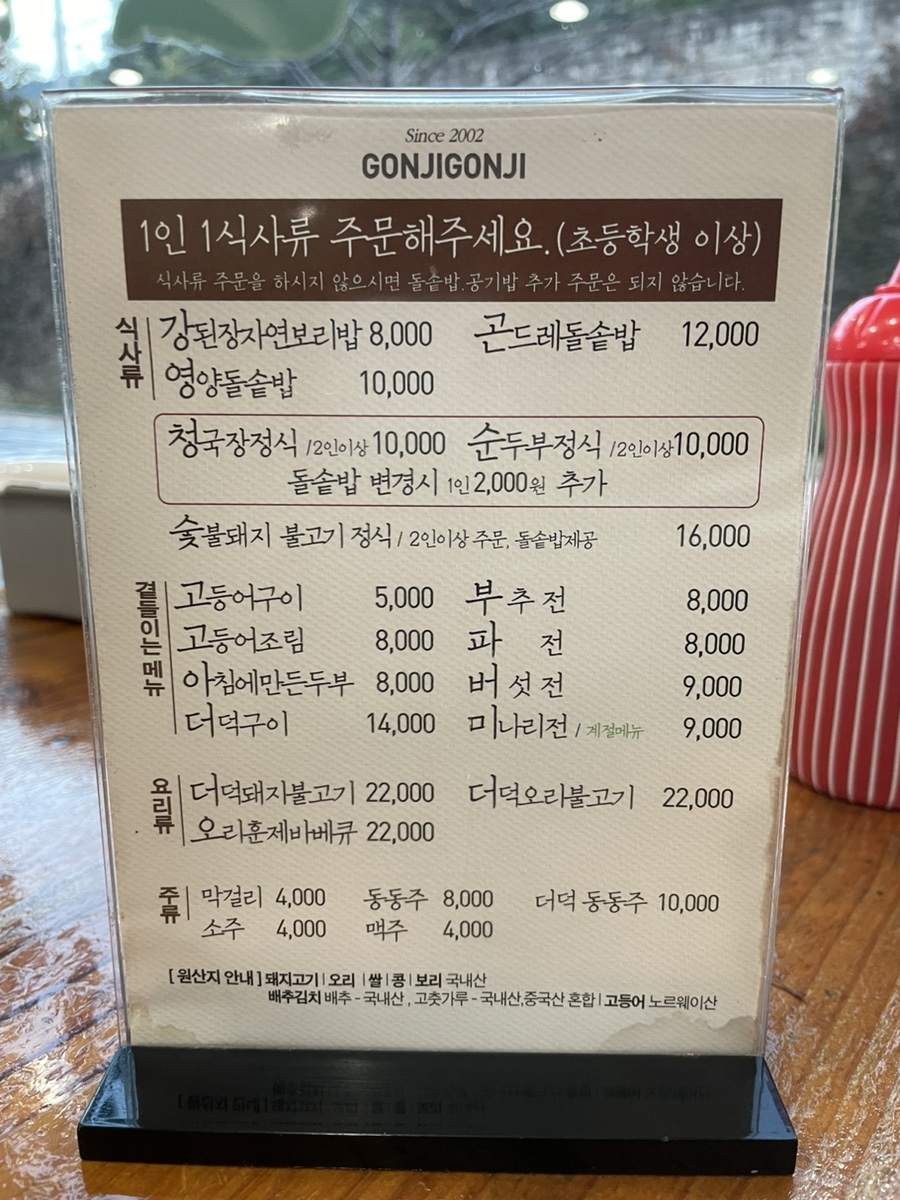 Since 2002
GONJIGONJI
1인 1식사류 주문해주세요.(초등학생 이상)
식사류 주문을 하시지 않으시면 돌솥밥.공기밥 추가 주문은 되지 않습니다.
식사류
강된장자연보리밥 8,000 곤드레돌솥밥 12,000
영양돌솥밥 10,000
청국장정식 /2인이상 10,000 순두부정식 /2인이상 10,000
돌솥밥 변경시 1인 2,000원 추가
숯불돼지 불고기 정식 / 2인이상 주문, 돌솥밥제공 16,000
곁들이는 메뉴
고등어구이 5,000 부추전 8,000
고등어조림 8,000 파 전 8,000
아침에만든두부 8,000 버섯전 9,000
더덕구이 14,000 미나리전 / 계절메뉴 9,000
요리류
더덕돼지불고기 22,000 더덕오리불고기 22,000
오리훈제바베큐 22,000
주류
막걸리 4,000 동동주 8,000 더덕 동동주 10,000
소주 4,000 맥주 4,000
[ 원산지 안내 ] 돼지고기 | 오리 | 쌀 | 콩 | 보리 국내산
배추김치 배추 - 국내산 , 고춧가루 - 국내산,중국산 혼합 | 고등어 노르웨이산